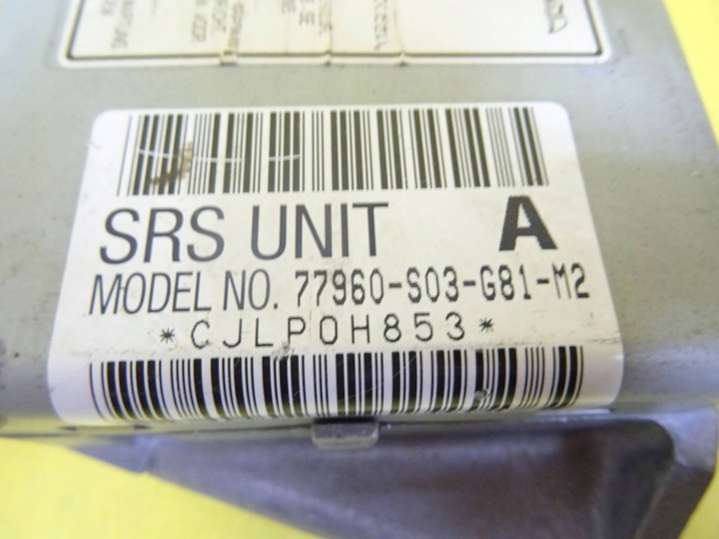 SRS UNIT A
MODEL NO. 77960-S03-G81-M2
*CJLP0H853*